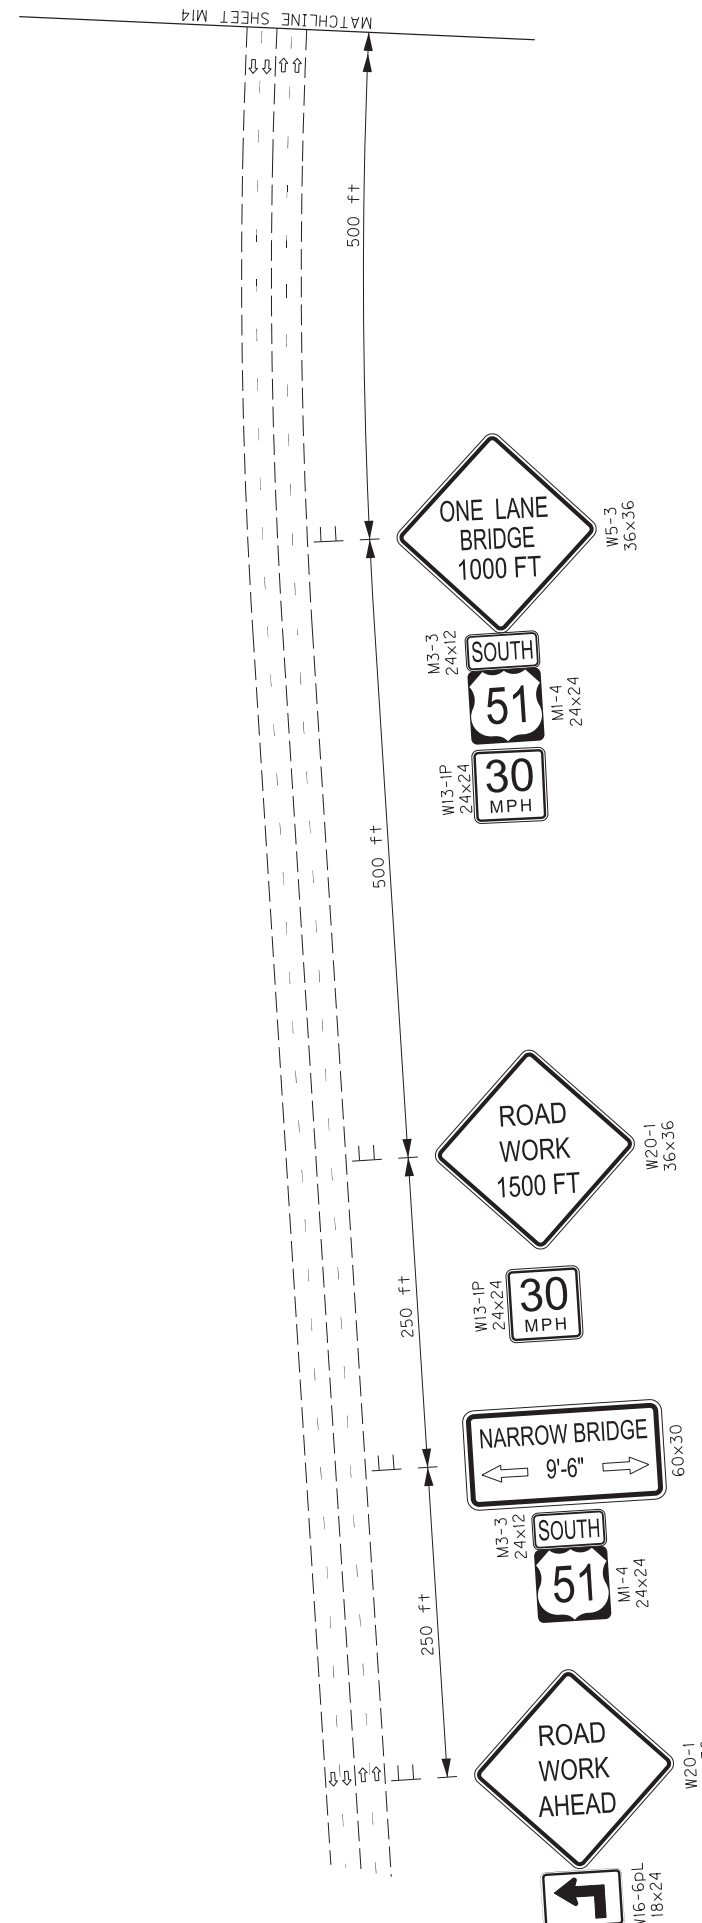 MATCHLINE SHEET M14
500 ft
ONE LANE
BRIDGE
1000 FT
W5-3
36x36
M3-3
24x12
SOUTH
51
M1-4
24x24
W13-1P
24x24
30
MPH
500 ft
ROAD
WORK
1500 FT
W20-1
36x36
250 ft
W13-1P
24x24
30
MPH
NARROW BRIDGE
9'-6"
60x30
M3-3
24x12
SOUTH
51
M1-4
24x24
250 ft
ROAD
WORK
AHEAD
W20-1
W16-6pL
18x24